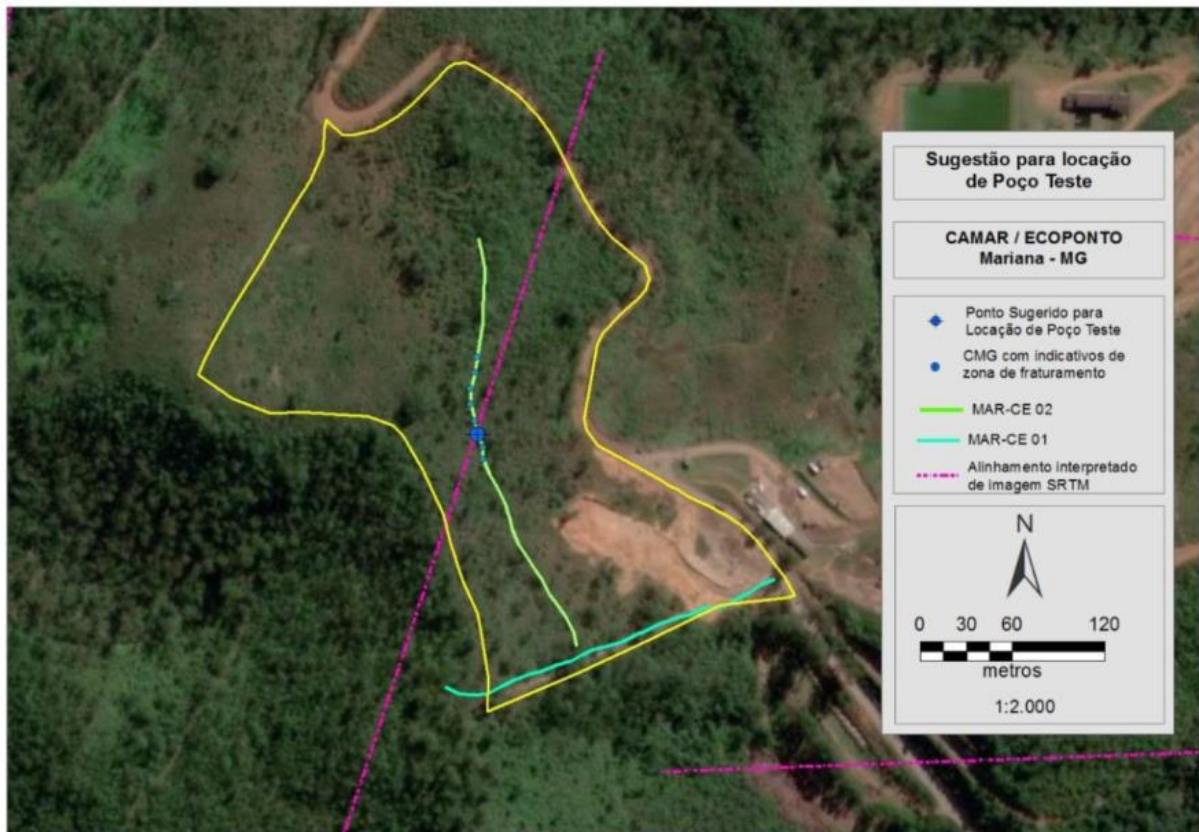 Sugestão para locação
de Poço Teste
CAMAR / ECOPONTO
Mariana - MG
Ponto Sugerido para
Locação de Poço Teste
CMG com indicativos de
zona de fraturamento
MAR-CE 02
MAR-CE 01
Alinhamento interpretado
de imagem SRTM
N
0 30 60 120
metros
1:2.000